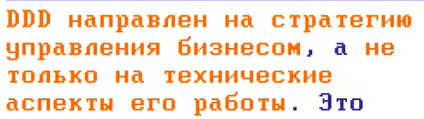 DDD направлен на стратегию
управления бизнесом, а не
только на технические
аспекты его работы. Это